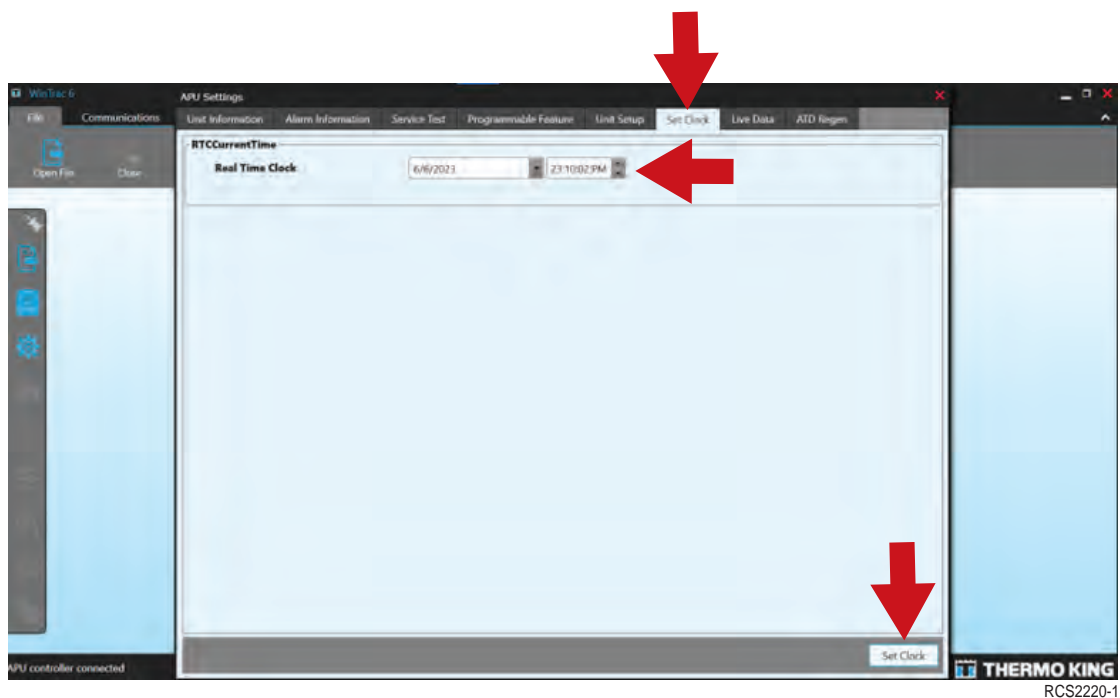 WinTrac 6
APU Settings
File Communications
Unit Information Alarm Information Service Test Programmable Feature Unit Setup Set Clock Live Data ATD Regen
RTCCurrentTime
Real Time Clock 6/6/2023 23:10:02 PM
Open File Close
Set Clock
APU controller connected
THERMO KING
RCS2220-1